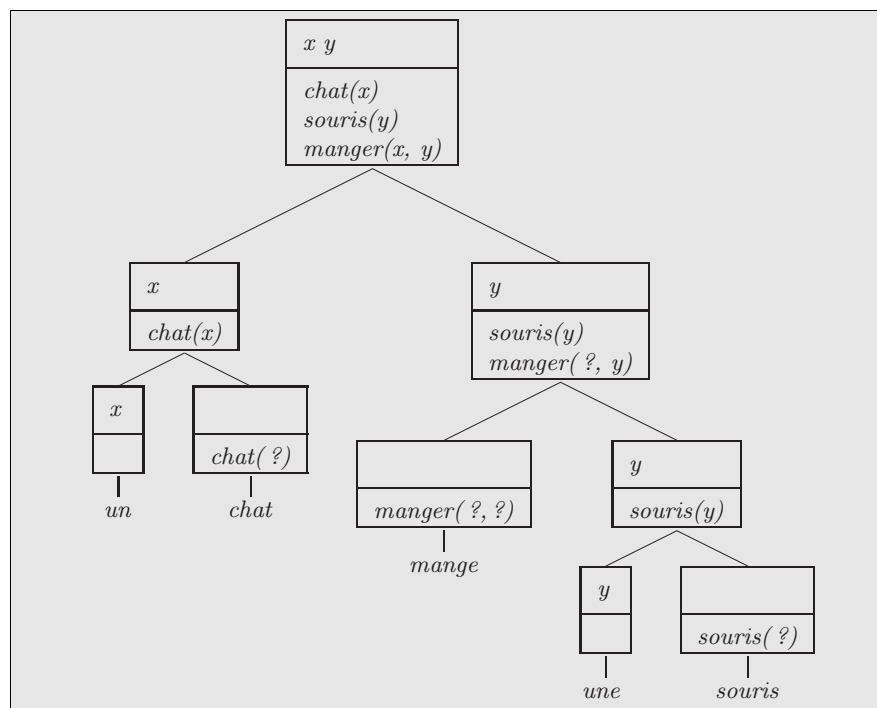 x y
chat(x)
souris(y)
manger(x, y)
x
chat(x)
y
souris(y)
manger( ?, y)
x
chat( ?)
un
chat
manger( ?, ?)
mange
y
souris(y)
y
souris( ?)
une
souris